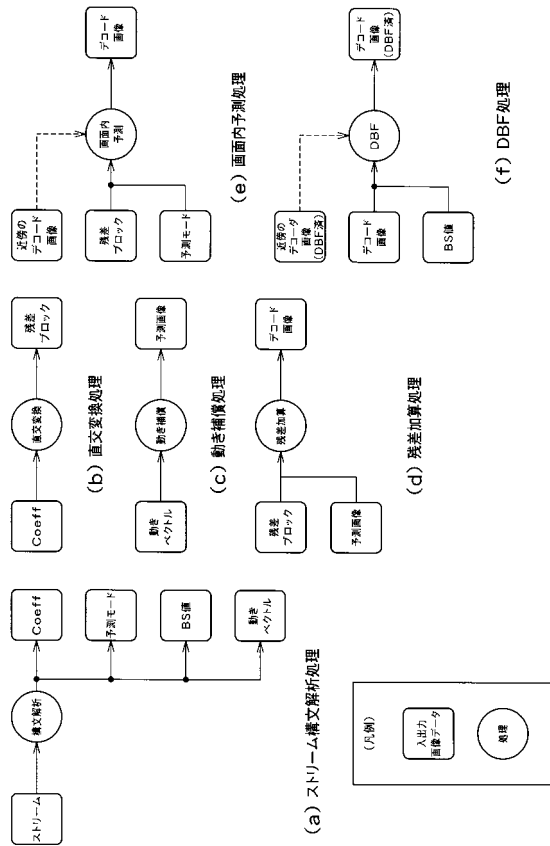 ストリーム
構文解析
Coeff
予測モード
BS値
動き
ベクトル
(a) ストリーム構文解析処理
(凡例)
入出力
画像データ
処理
Coeff
直交変換
残差
ブロック
(b) 直交変換処理
動き
ベクトル
動き補償
予測画像
(c) 動き補償処理
残差
ブロック
予測画像
残差加算
デコード
画像
(d) 残差加算処理
近傍の
デコード
画像
残差
ブロック
予測モード
画面内
予測
デコード
画像
(e) 画面内予測処理
近傍の
デコーダ
画像
(DBF済)
デコード
画像
BS値
DBF
デコード
画像
(DBF済)
(f) DBF処理